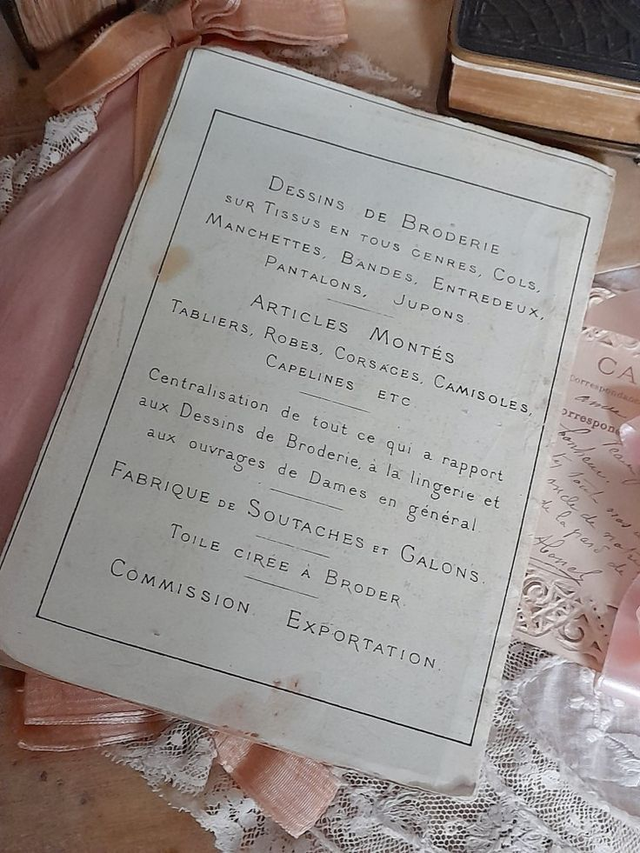 DESSINS DE BRODERIE
SUR TISSUS EN TOUS GENRES, COLS,
MANCHETTES, BANDES, ENTREDEUX,
PANTALONS, JUPONS.
ARTICLES MONTÉS
TABLIERS, ROBES, CORSAGES, CAMISOLES,
CAPELINES ETC
Centralisation de tout ce qui a rapport
aux Dessins de Broderie, à la lingerie et
aux ouvrages de Dames en général
FABRIQUE DE SOUTACHES ET GALONS.
TOILE CIRÉE A BRODER.
COMMISSION EXPORTATION.
CA